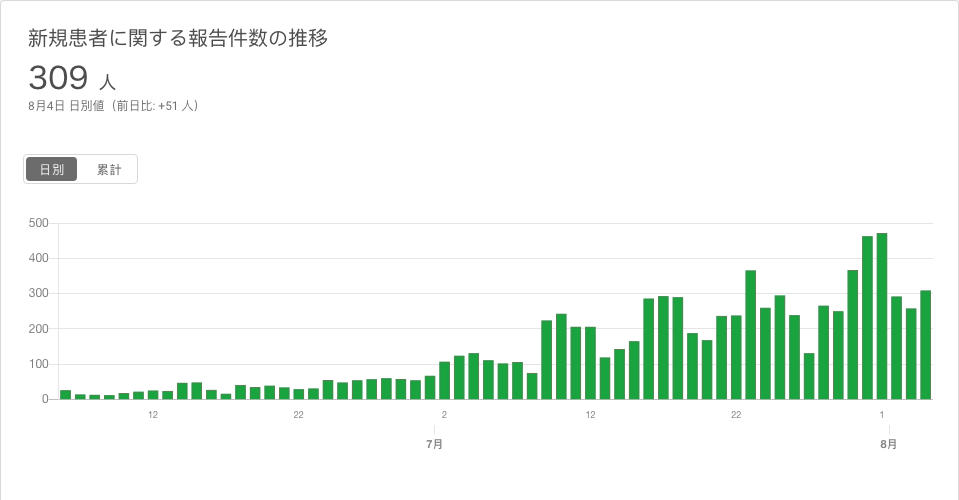 新規患者に関する報告件数の推移
309 人
8月4日 日別値（前日比: +51 人）
日別 累計
500
400
300
200
100
0
12 22 2 12 22 1
7月 8月